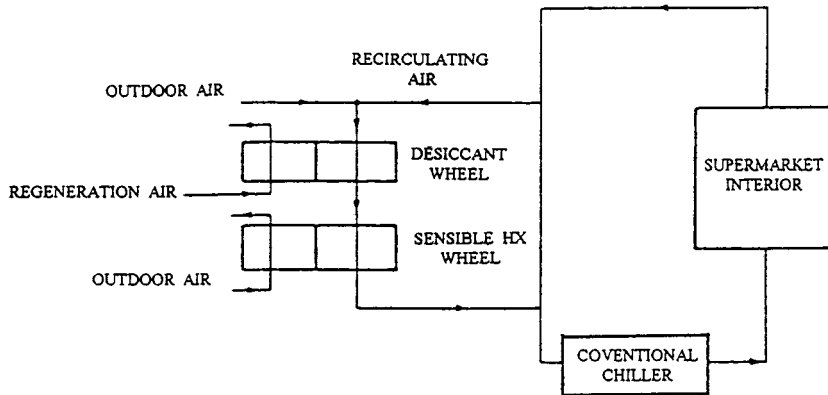 RECIRCULATING
AIR
OUTDOOR AIR
DESICCANT
WHEEL
SUPERMARKET
INTERIOR
REGENERATION AIR
SENSIBLE HX
WHEEL
OUTDOOR AIR
COVENTIONAL
CHILLER